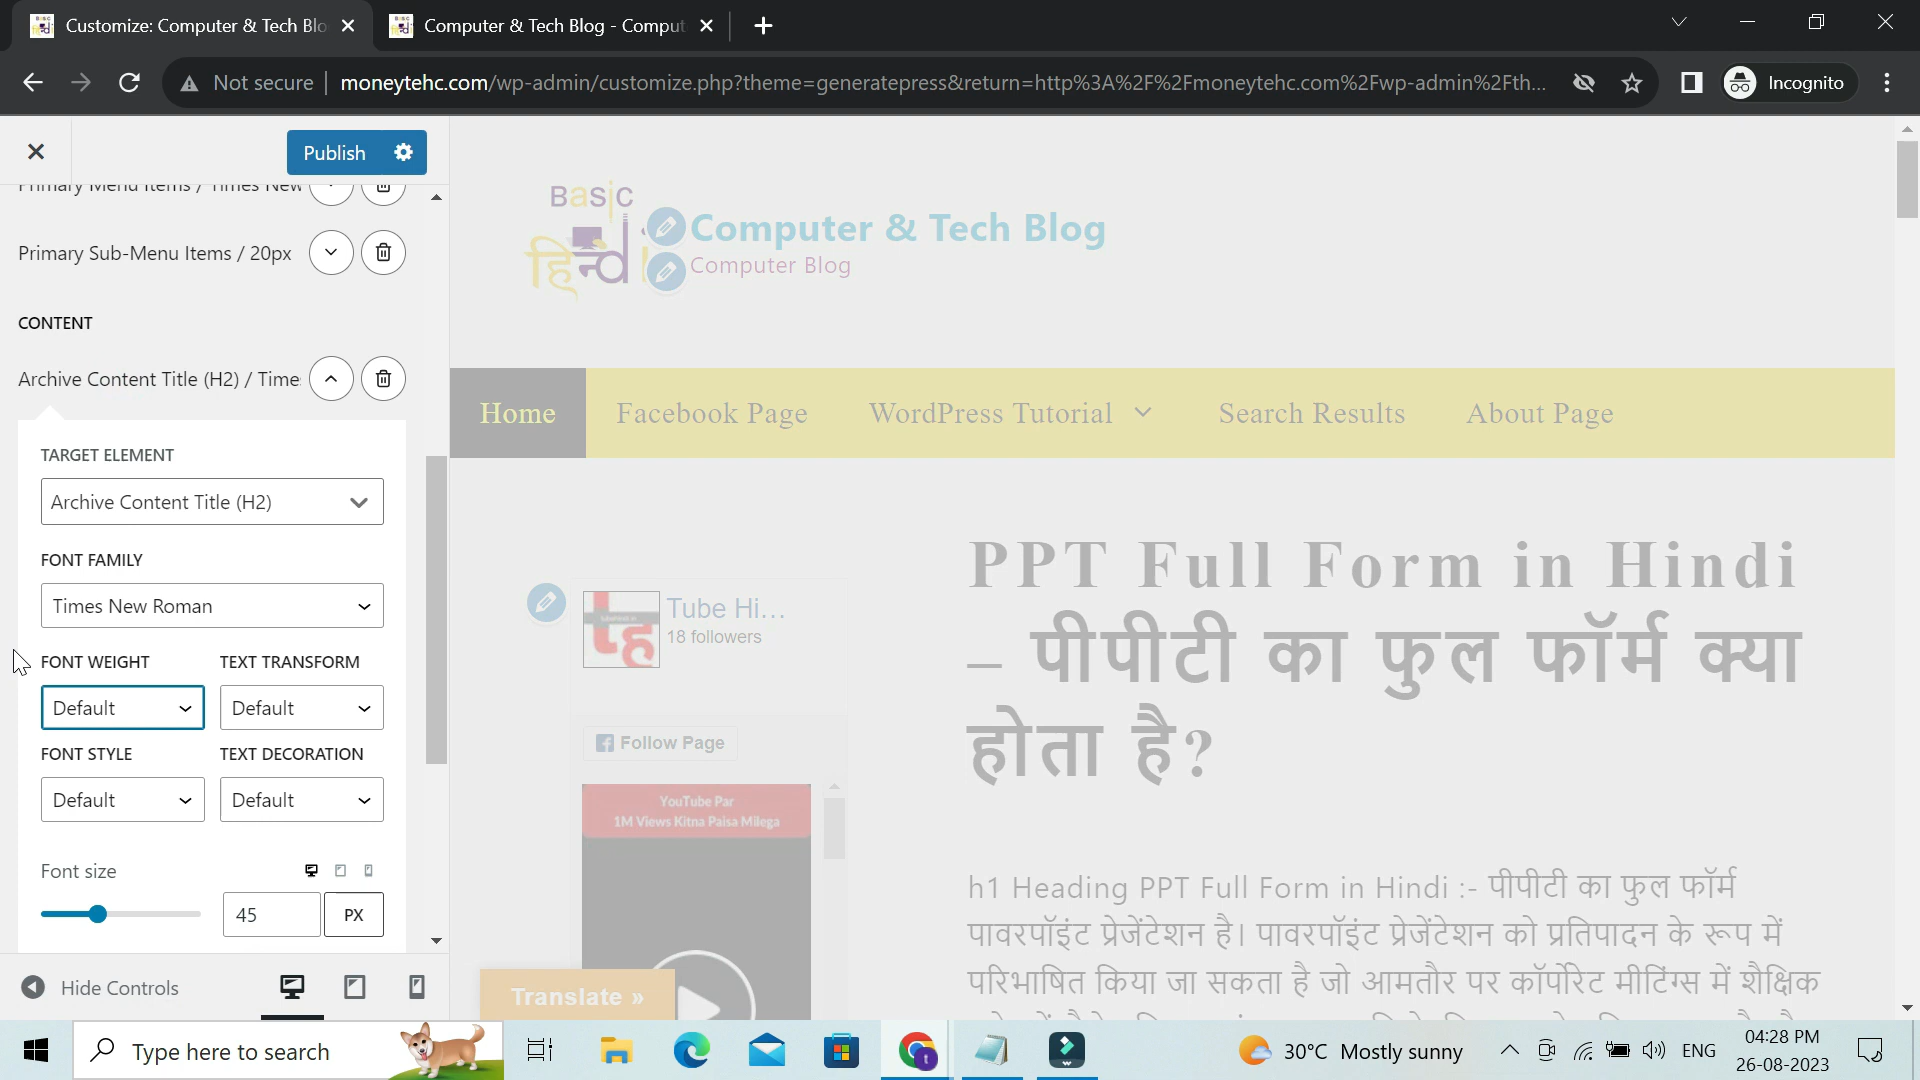 Customize: Computer & Tech Blo
Computer & Tech Blog - Comput
Not secure
moneytehc.com/wp-admin/customize.php?theme=generatepress&return=http%3A%2F%2Fmoneytehc.com%2Fwp-admin%2Fth...
Incognito
Publish
Primary Menu Items / Times New
Primary Sub-Menu Items / 20px
CONTENT
Archive Content Title (H2) / Time
TARGET ELEMENT
Archive Content Title (H2)
FONT FAMILY
Times New Roman
FONT WEIGHT
TEXT TRANSFORM
Default
Default
FONT STYLE
TEXT DECORATION
Default
Default
Font size
45
PX
Hide Controls
Basic
हिन्दी
Computer & Tech Blog
Computer Blog
Home
Facebook Page
WordPress Tutorial
Search Results
About Page
Tube Hi...
18 followers
Follow Page
YouTube Par
1M Views Kitna Paisa Milega
Translate »
PPT Full Form in Hindi
– पीपीटी का फुल फॉर्म क्या
होता है?
h1 Heading PPT Full Form in Hindi :- पीपीटी का फुल फॉर्म
पावरपॉइंट प्रेजेंटेशन है। पावरपॉइंट प्रेजेंटेशन को प्रतिपादन के रूप में
परिभाषित किया जा सकता है जो आमतौर पर कॉर्पोरेट मीटिंग्स में शैक्षिक
Type here to search
30°C Mostly sunny
ENG
04:28 PM
26-08-2023